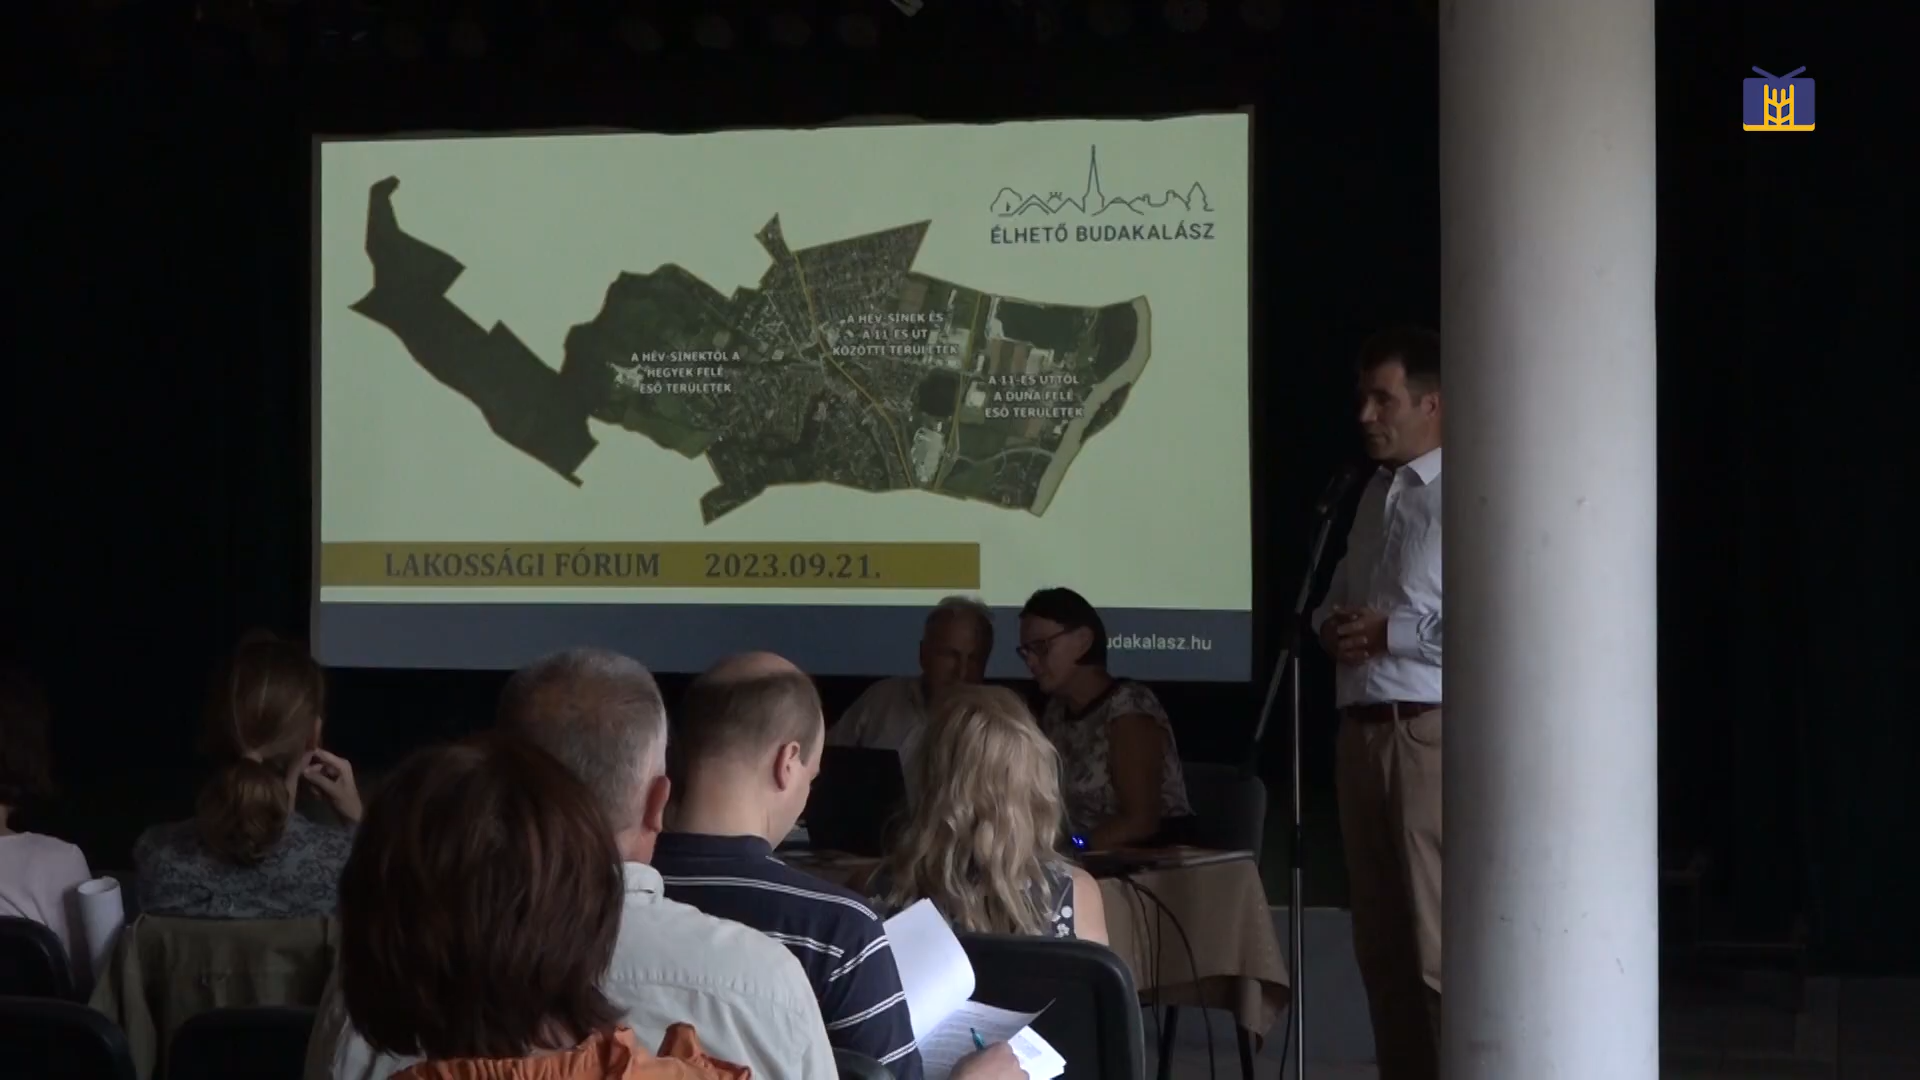 ÉLHETŐ BUDAKALÁSZ
A HÉV-SÍNEK ÉS
A 11-ES ÚT
KÖZÖTTI TERÜLETEK
A HÉV-SÍNEKTŐL A
HEGYEK FELÉ
ESŐ TERÜLETEK
A 11-ES ÚTTÓL
A DUNA FELÉ
ESŐ TERÜLETEK
LAKOSSÁGI FÓRUM 2023.09.21.
udakalasz.hu